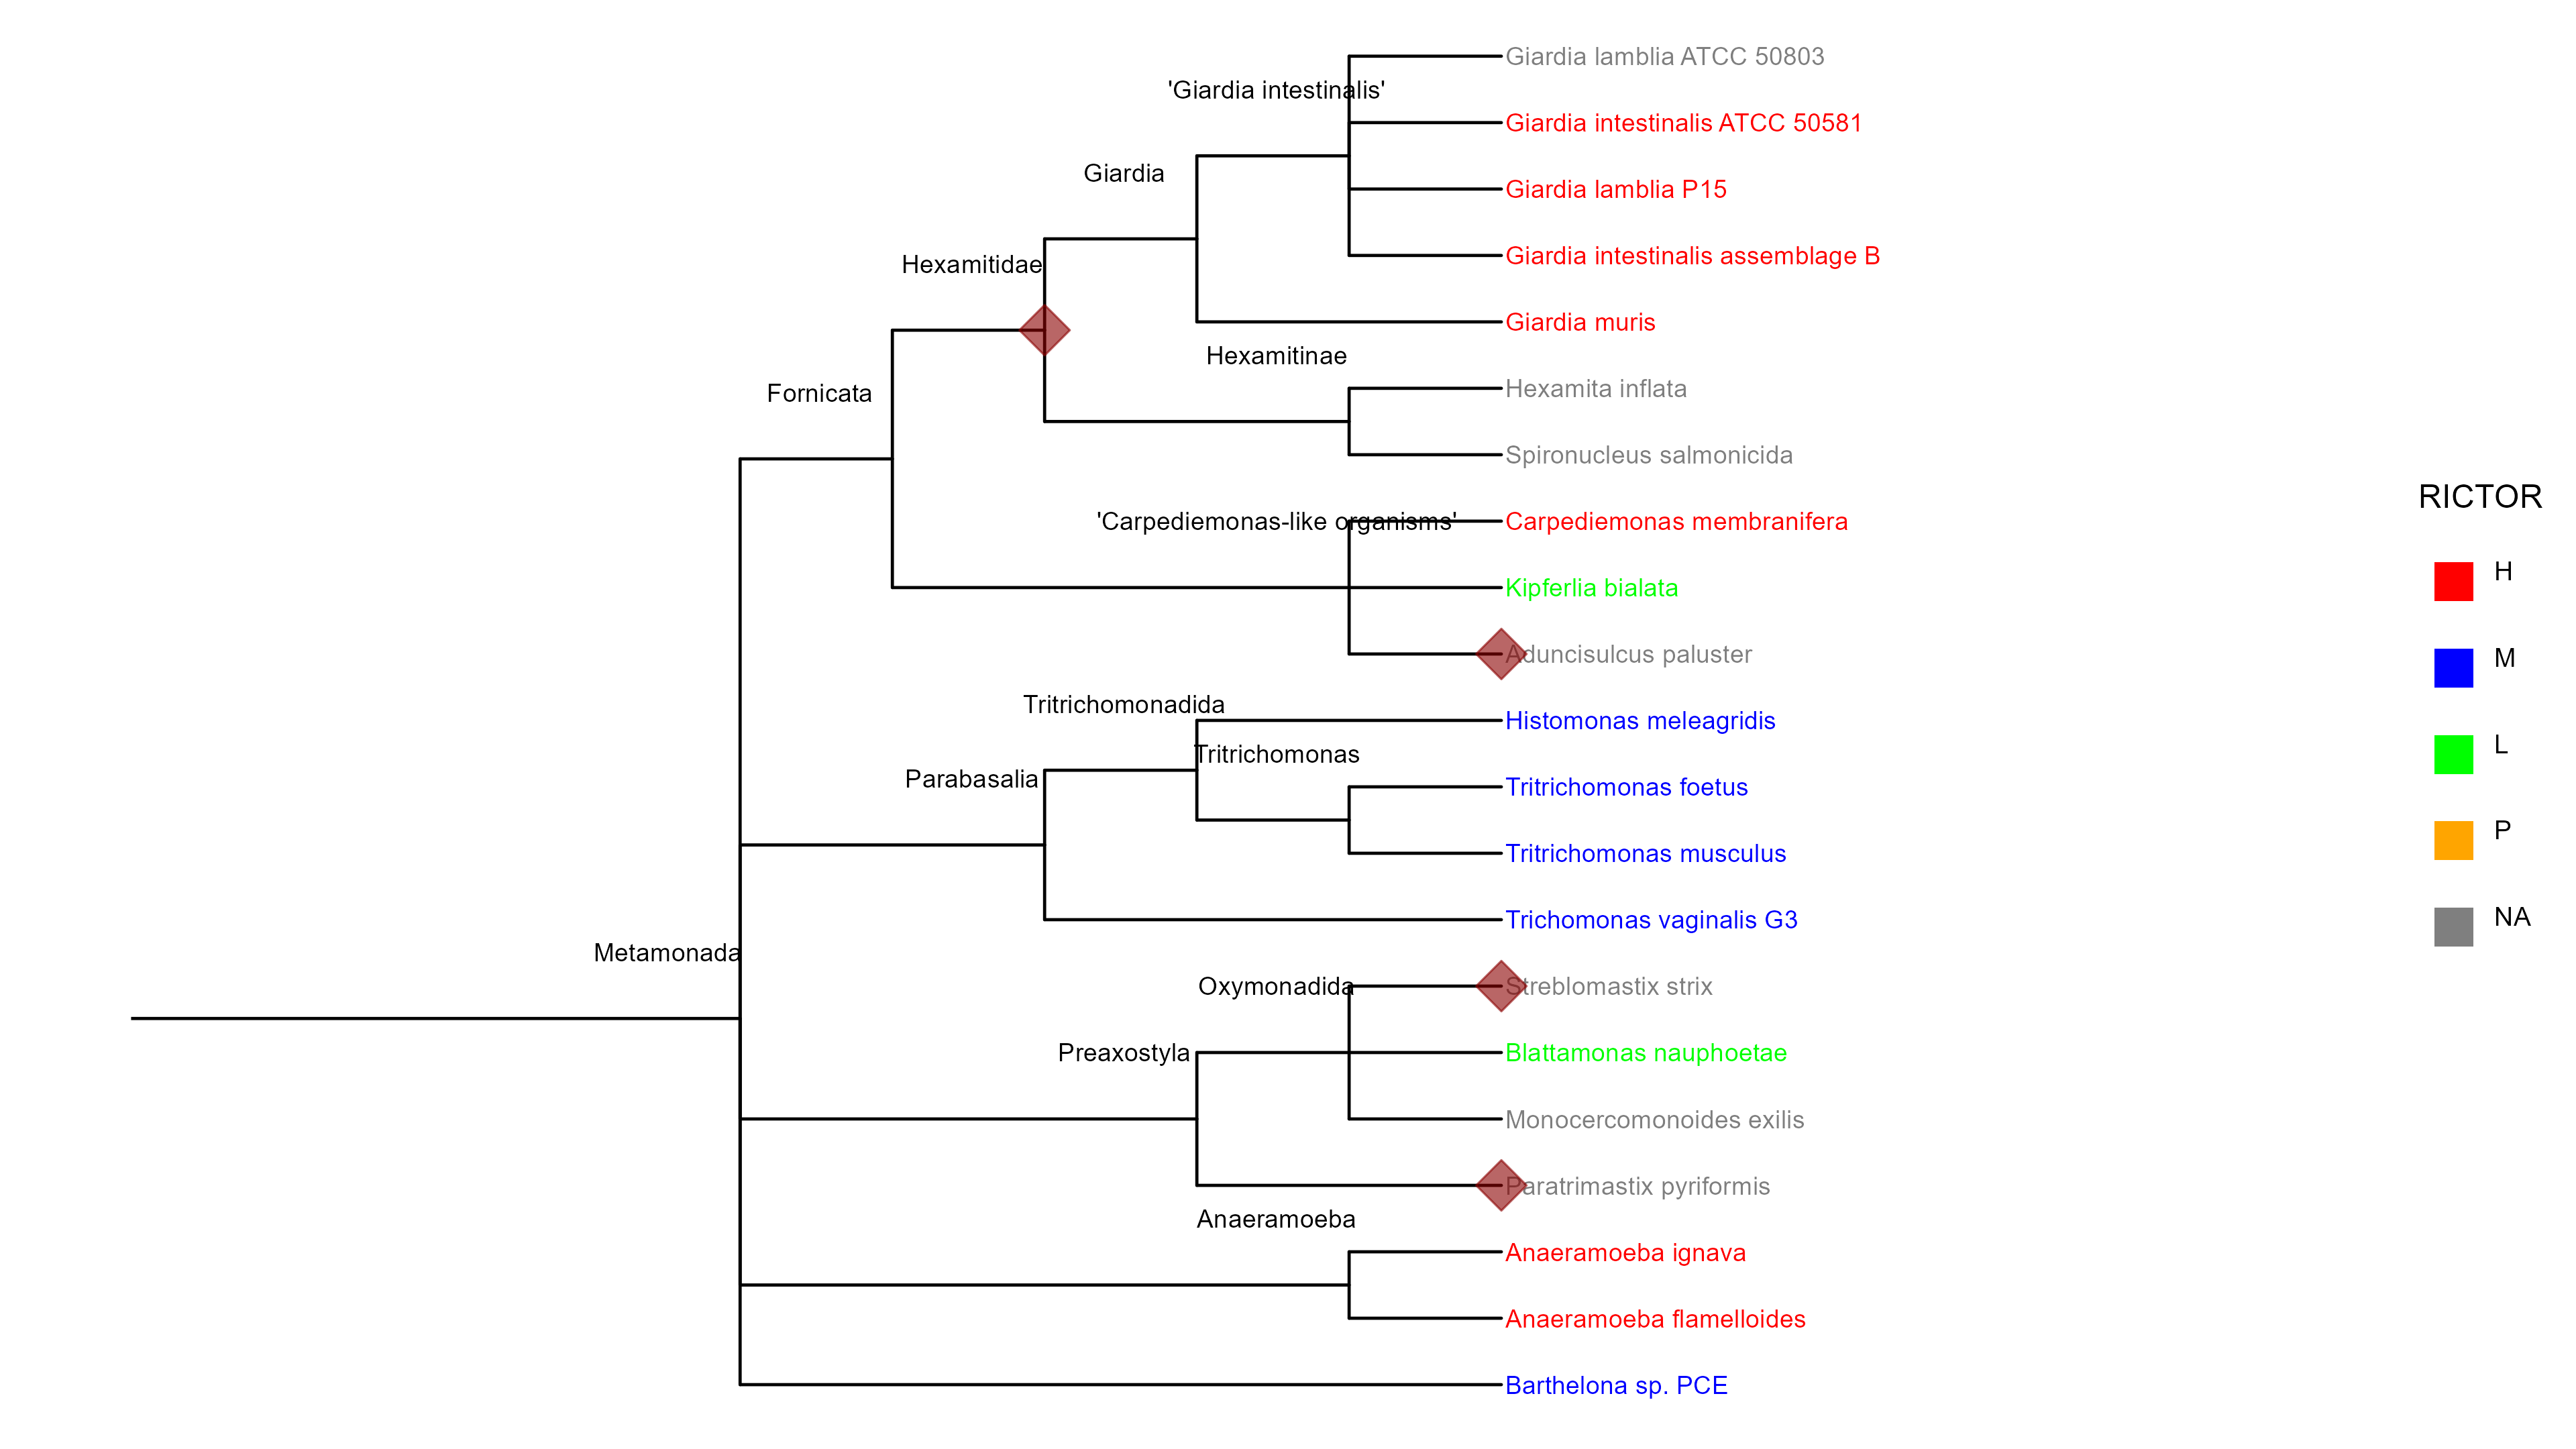 Giardia lamblia ATCC 50803
'Giardia intestinalis'
Giardia intestinalis ATCC 50581
Giardia
Giardia lamblia P15
Hexamitidae
Giardia intestinalis assemblage B
Giardia muris
Hexamitinae
Fornicata
Hexamita inflata
Spironucleus salmonicida
'Carpediemonas-like organisms'
Carpediemonas membranifera
Kipferlia bialata
Aduncisulcus paluster
Tritrichomonadida
Histomonas meleagridis
Tritrichomonas
Parabasalia
Tritrichomonas foetus
Tritrichomonas musculus
Trichomonas vaginalis G3
Metamonada
Oxymonadida
Streblomastix strix
Preaxostyla
Blattamonas nauphoetae
Monocercomonoides exilis
Paratrimastix pyriformis
Anaeramoeba
Anaeramoeba ignava
Anaeramoeba flamelloides
Barthelona sp. PCE
RICTOR
H
M
L
P
NA